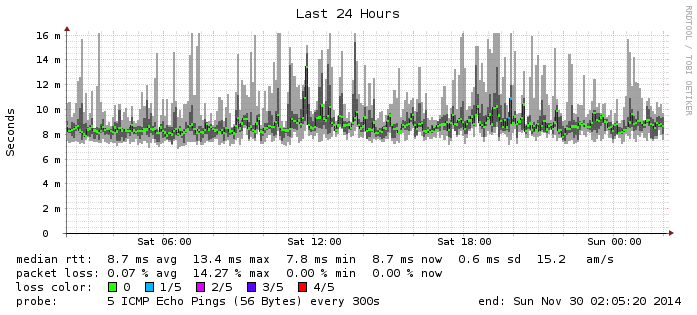 Last 24 Hours
RRDTOOL / TOBI OETIKER
Seconds
16 m
14 m
12 m
10 m
8 m
6 m
4 m
2 m
0
Sat 06:00 Sat 12:00 Sat 18:00 Sun 00:00
median rtt: 8.7 ms avg 13.4 ms max 7.8 ms min 8.7 ms now 0.6 ms sd 15.2 am/s
packet loss: 0.07 % avg 14.27 % max 0.00 % min 0.00 % now
loss color: 0 1/5 2/5 3/5 4/5
probe: 5 ICMP Echo Pings (56 Bytes) every 300s end: Sun Nov 30 02:05:20 2014